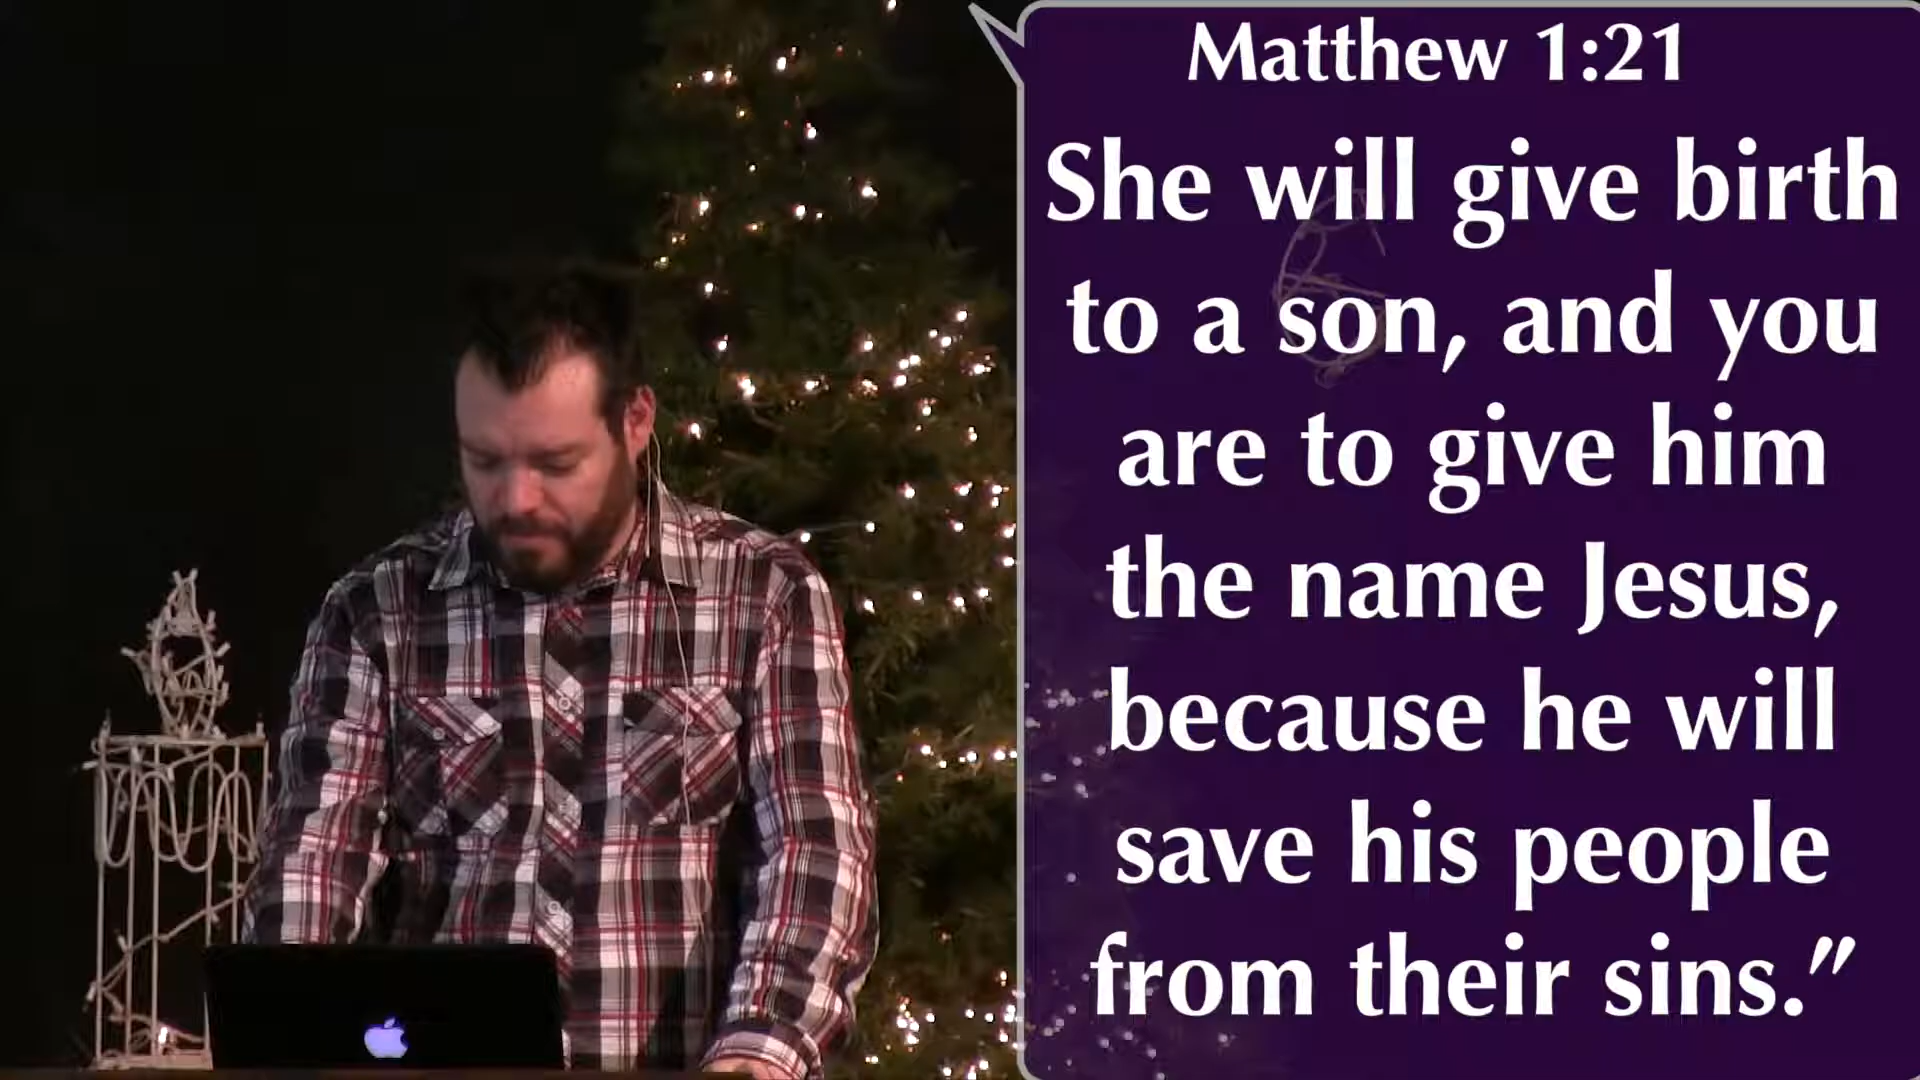 Matthew 1:21
She will give birth
to a son, and you
are to give him
the name Jesus,
because he will
save his people
from their sins.”